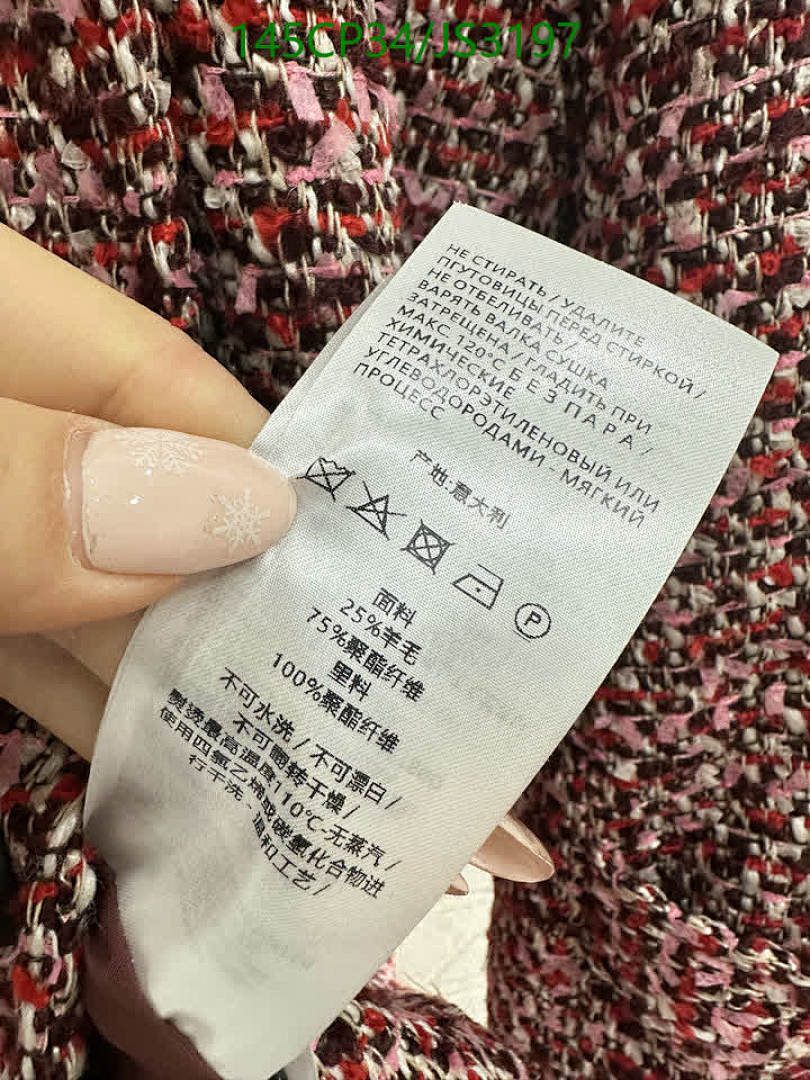 145CP34/JS3197
НЕ СТИРАТЬ / УДАЛИТЕ
ПГУТОВИЦЫ ПЕРЕД СТИРКОЙ /
НЕ ОТБЕЛИВАТЬ /
ВАРЯТЬ ВАЛКА СУШКА
ЗАТРЕЩЕНА / ГЛАДИТЬ ПРИ
МАКС. 120°C БЕЗ ПАРА /
ХИМИЧЕСКИЕ
ТЕТРАХЛОРЭТИЛЕНОВЫЙ ИЛИ
УГЛЕВОДОРОДАМИ - МЯГКИЙ
ПРОЦЕСС
产地:意大利
P
面料
25%羊毛
75%聚酯纤维
里料
100%聚酯纤维
不可水洗 / 不可漂白 /
不可翻转干燥 /
熨烫最高温度110°C-无蒸汽 /
使用四氯乙烯或碳氢化合物进
行干洗 - 温和工艺 /